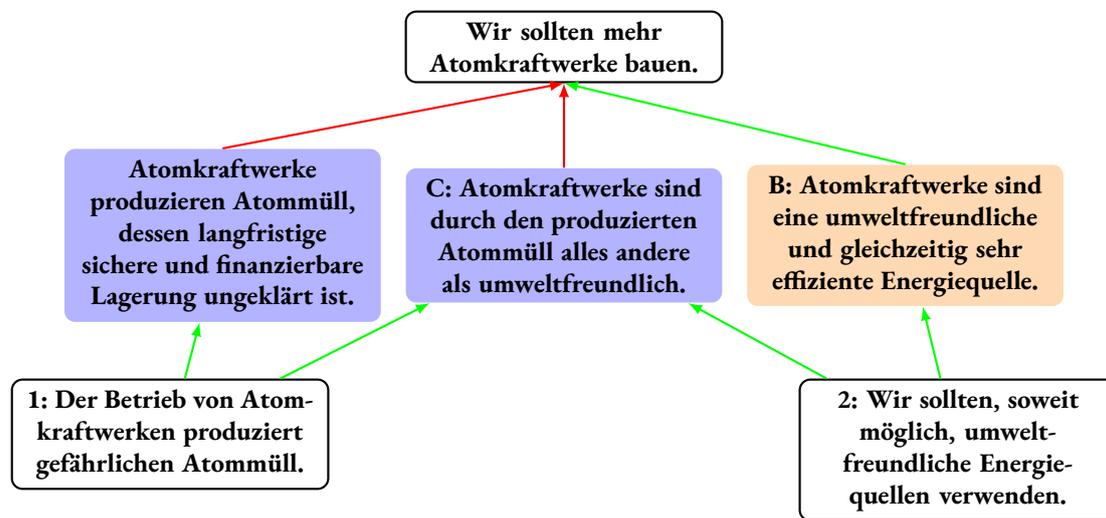 Wir sollten mehr
Atomkraftwerke bauen.
Atomkraftwerke
produzieren Atommüll,
dessen langfristige
sichere und finanzierbare
Lagerung ungeklärt ist.
C: Atomkraftwerke sind
durch den produzierten
Atommüll alles andere
als umweltfreundlich.
B: Atomkraftwerke sind
eine umweltfreundliche
und gleichzeitig sehr
effiziente Energiequelle.
1: Der Betrieb von Atom-
kraftwerken produziert
gefährlichen Atommüll.
2: Wir sollten, soweit
möglich, umwelt-
freundliche Energie-
quellen verwenden.